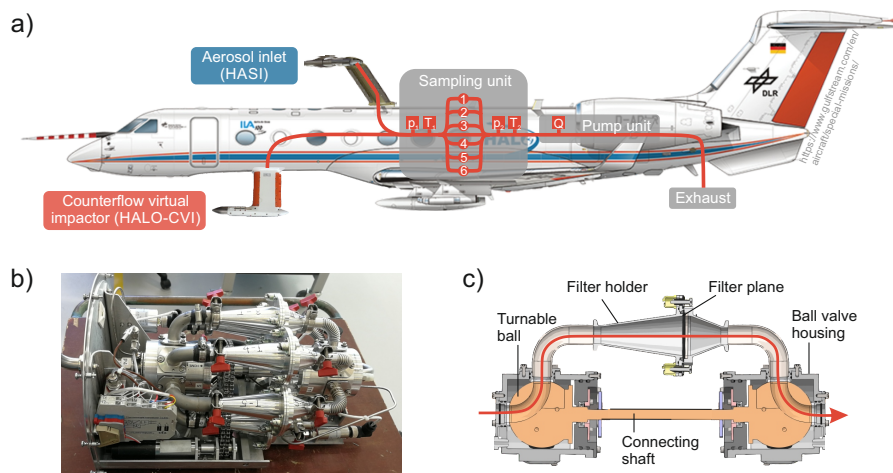 a)
Aerosol inlet
(HASI)
Sampling unit
1
2
3
4
5
6
p
T
p
T
Q
Pump unit
DLR
https://www.gulfstream.com/en/
aircraft/special-missions/
HALO
Counterflow virtual
impactor (HALO-CVI)
Exhaust
b)
c)
Filter holder
Filter plane
Turnable
ball
Ball valve
housing
Connecting
shaft